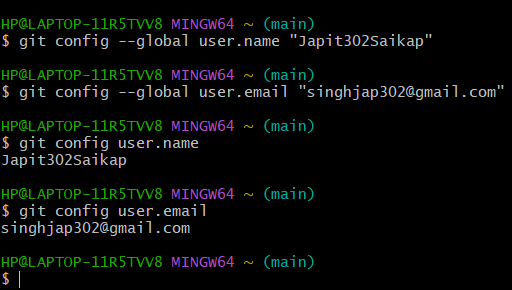 HP@LAPTOP-11R5TVV8 MINGW64 ~ (main)
$ git config --global user.name "Japit302Saikap"
HP@LAPTOP-11R5TVV8 MINGW64 ~ (main)
$ git config --global user.email "singhjap302@gmail.com"
HP@LAPTOP-11R5TVV8 MINGW64 ~ (main)
$ git config user.name
Japit302Saikap
HP@LAPTOP-11R5TVV8 MINGW64 ~ (main)
$ git config user.email
singhjap302@gmail.com
HP@LAPTOP-11R5TVV8 MINGW64 ~ (main)
$